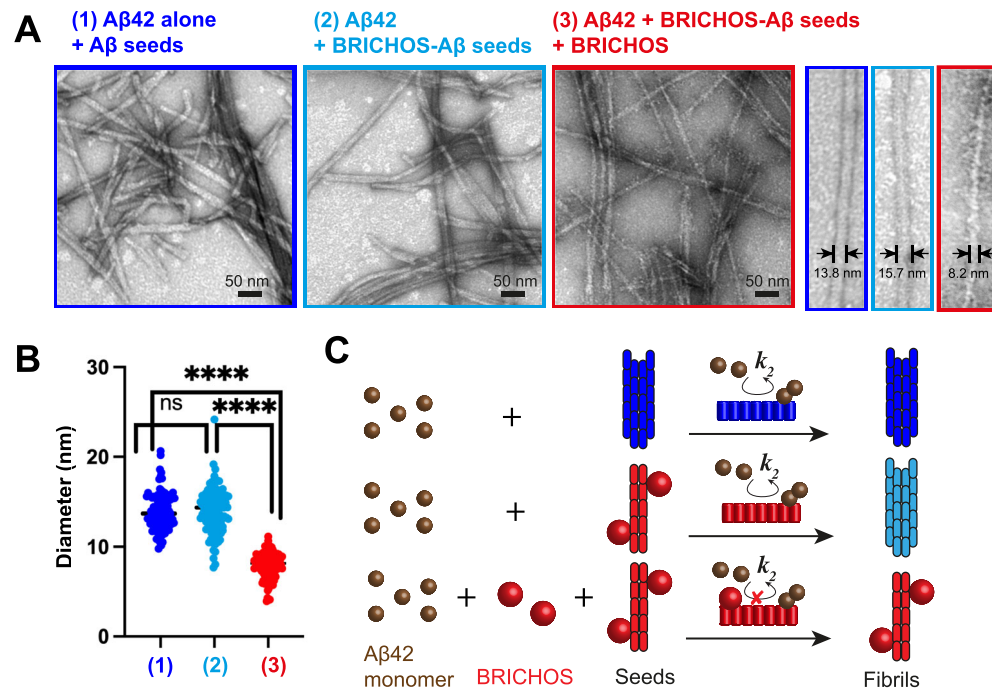 A
(1) Aβ42 alone
+ Aβ seeds
(2) Aβ42
+ BRICHOS-Aβ seeds
(3) Aβ42 + BRICHOS-Aβ seeds
+ BRICHOS
50 nm
50 nm
50 nm
13.8 nm
15.7 nm
8.2 nm
B
30
20
10
0
Diameter (nm)
****
ns
****
(1)
(2)
(3)
C
+
k2
+
k2
+
+
k2
Aβ42
monomer
BRICHOS
Seeds
Fibrils